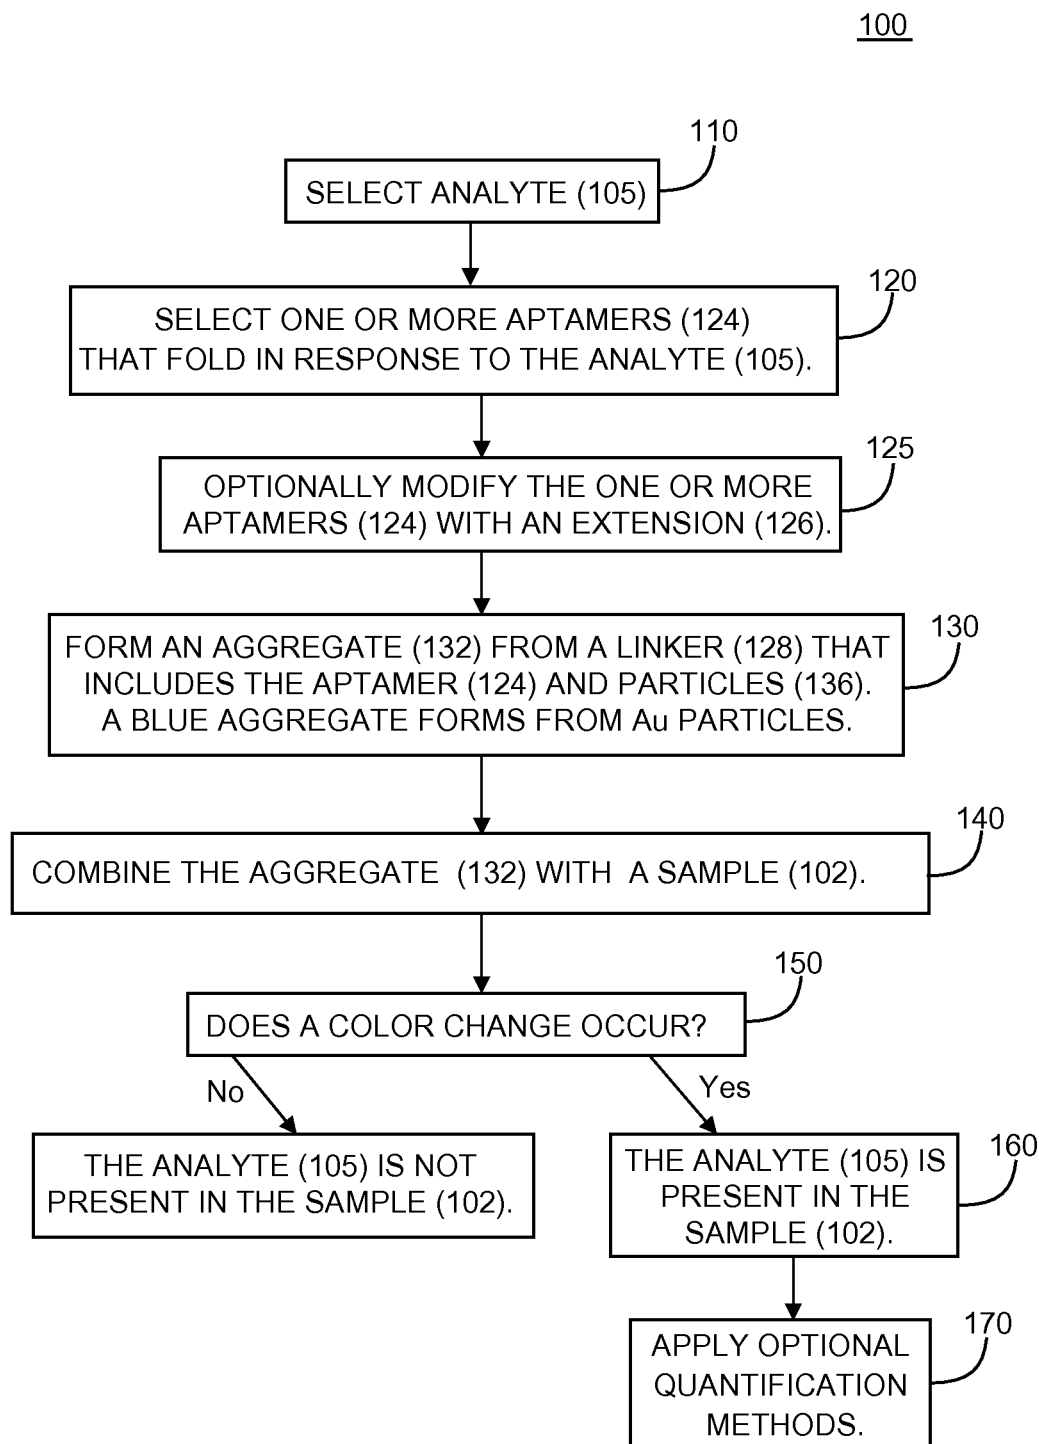 100
110
SELECT ANALYTE (105)
120
SELECT ONE OR MORE APTAMERS (124)
THAT FOLD IN RESPONSE TO THE ANALYTE (105).
125
OPTIONALLY MODIFY THE ONE OR MORE
APTAMERS (124) WITH AN EXTENSION (126).
130
FORM AN AGGREGATE (132) FROM A LINKER (128) THAT
INCLUDES THE APTAMER (124) AND PARTICLES (136).
A BLUE AGGREGATE FORMS FROM Au PARTICLES.
140
COMBINE THE AGGREGATE (132) WITH A SAMPLE (102).
150
DOES A COLOR CHANGE OCCUR?
No
Yes
THE ANALYTE (105) IS NOT
PRESENT IN THE SAMPLE (102).
160
THE ANALYTE (105) IS
PRESENT IN THE
SAMPLE (102).
170
APPLY OPTIONAL
QUANTIFICATION
METHODS.